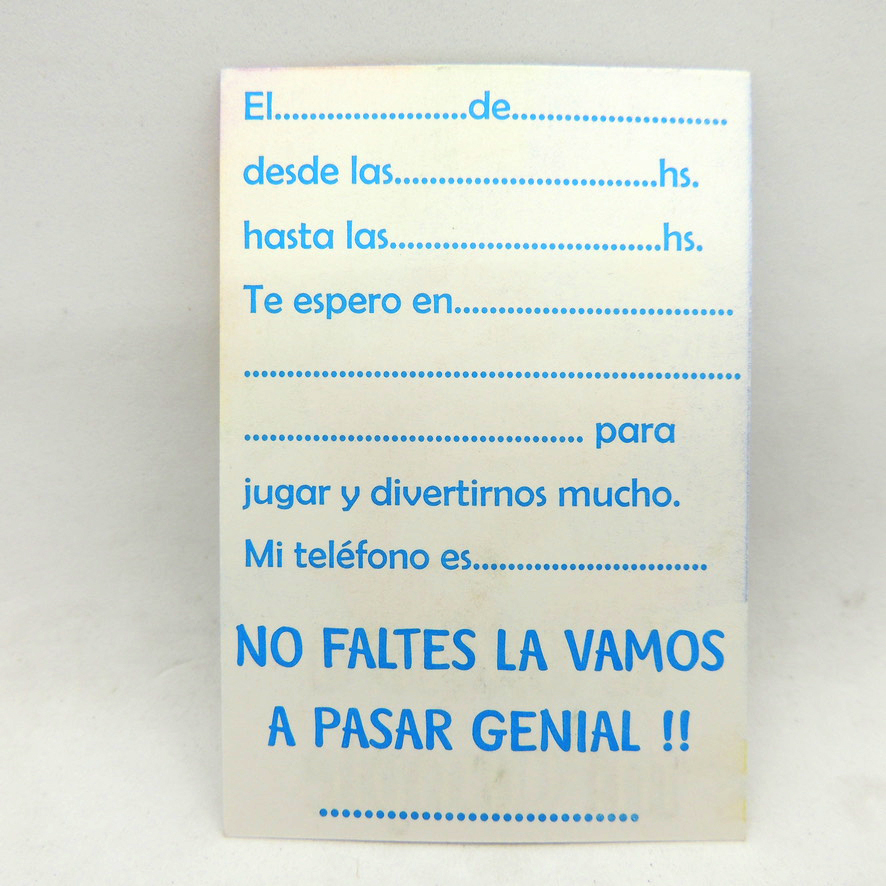 El......................de.........................
desde las..............................hs.
hasta las...............................hs.
Te espero en................................
.........................................................
....................................... para
jugar y divertirnos mucho.
Mi teléfono es...........................
NO FALTES LA VAMOS
A PASAR GENIAL !!
............................